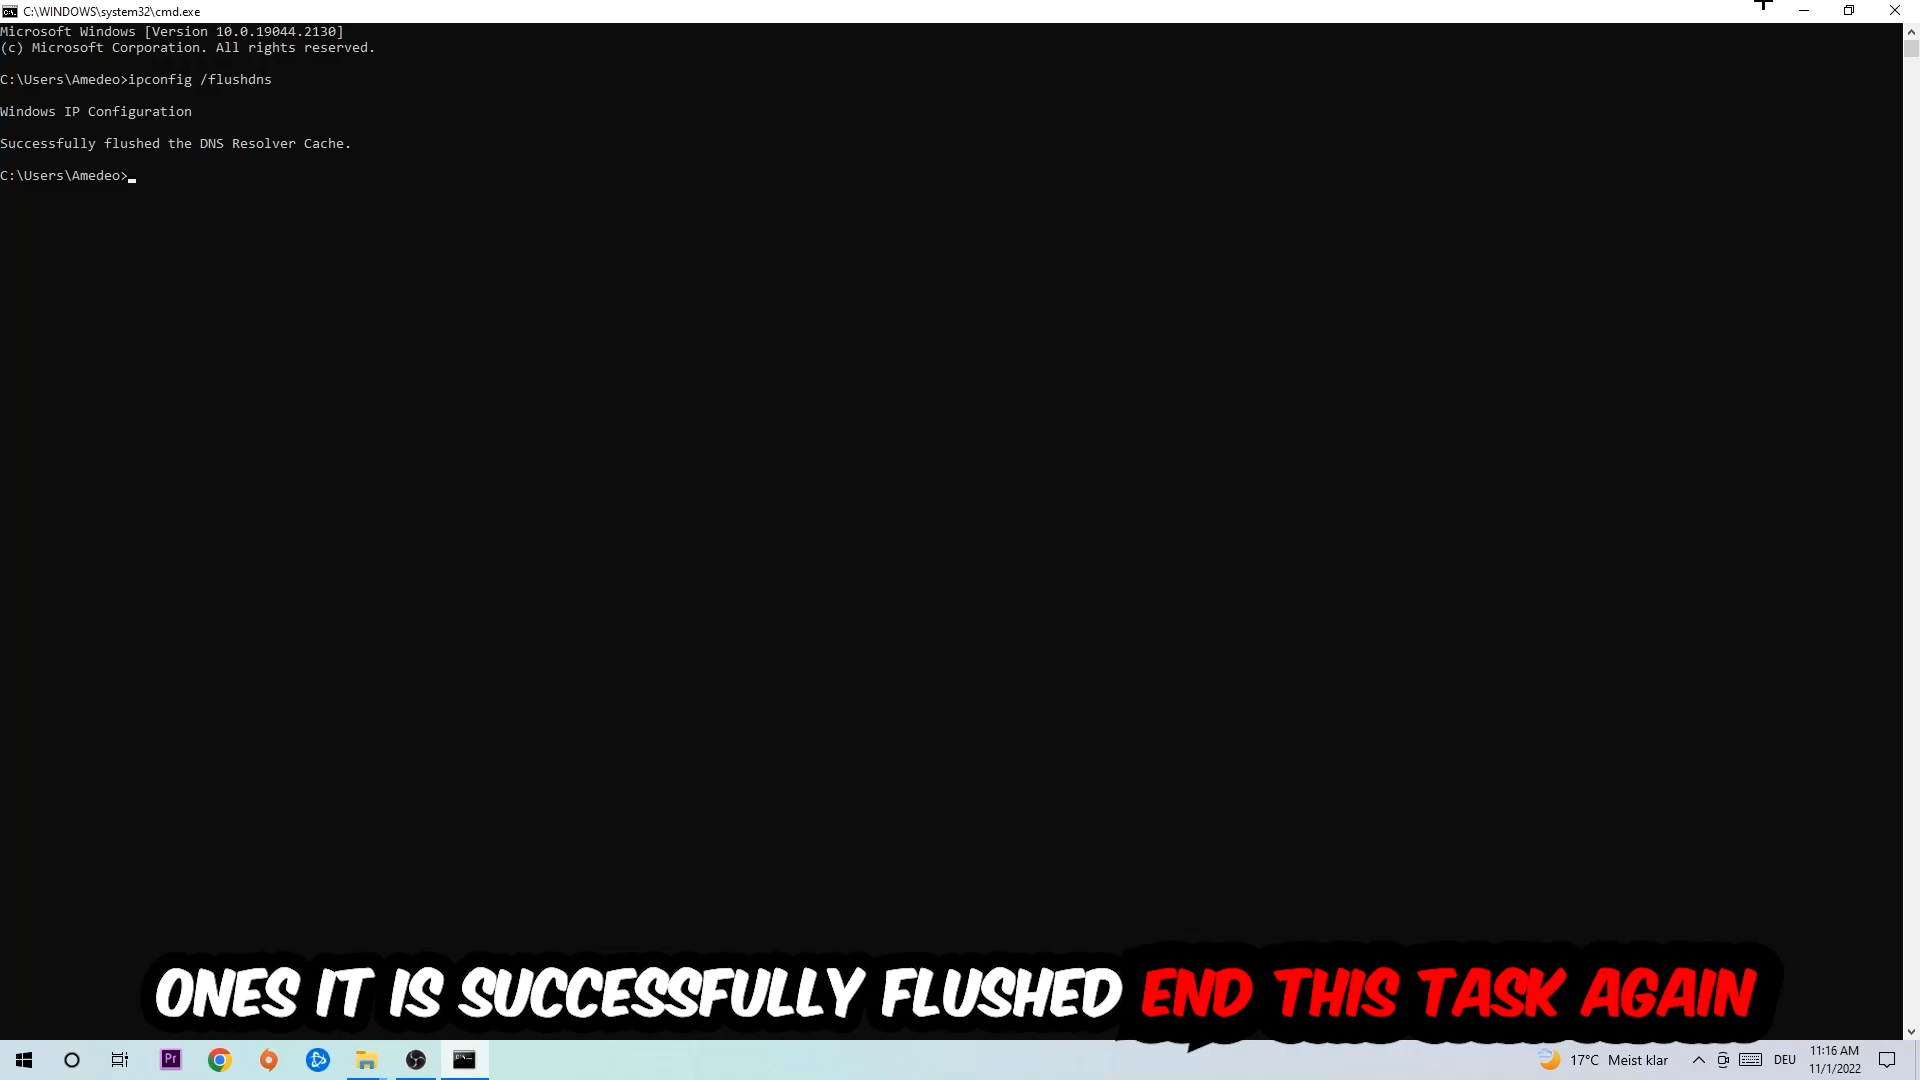 C:\WINDOWS\system32\cmd.exe
Microsoft Windows [Version 10.0.19044.2130]
(c) Microsoft Corporation. All rights reserved.
C:\Users\Amedeo>ipconfig /flushdns
Windows IP Configuration
Successfully flushed the DNS Resolver Cache.
C:\Users\Amedeo>
ONES IT IS SUCCESSFULLY FLUSHED END THIS TASK AGAIN
Pr
17°C Meist klar
DEU
11:16 AM
11/1/2022